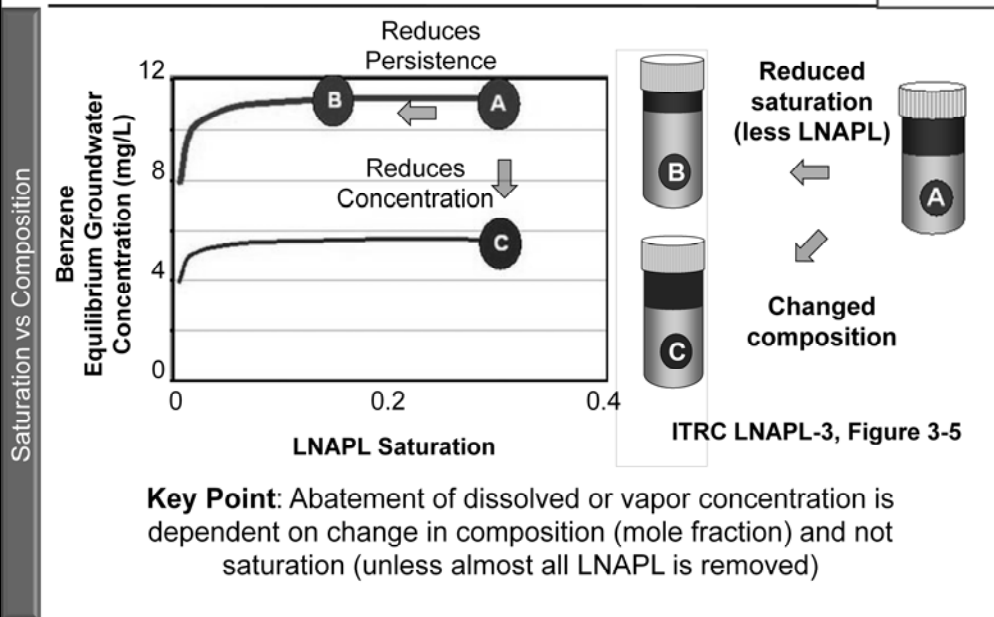 Saturation vs Composition
Reduces
Persistence
12
8
4
0
Benzene
Equilibrium Groundwater
Concentration (mg/L)
B
A
Reduces
Concentration
C
0
0.2
0.4
LNAPL Saturation
Reduced
saturation
(less LNAPL)
B
A
C
Changed
composition
ITRC LNAPL-3, Figure 3-5
Key Point: Abatement of dissolved or vapor concentration is
dependent on change in composition (mole fraction) and not
saturation (unless almost all LNAPL is removed)